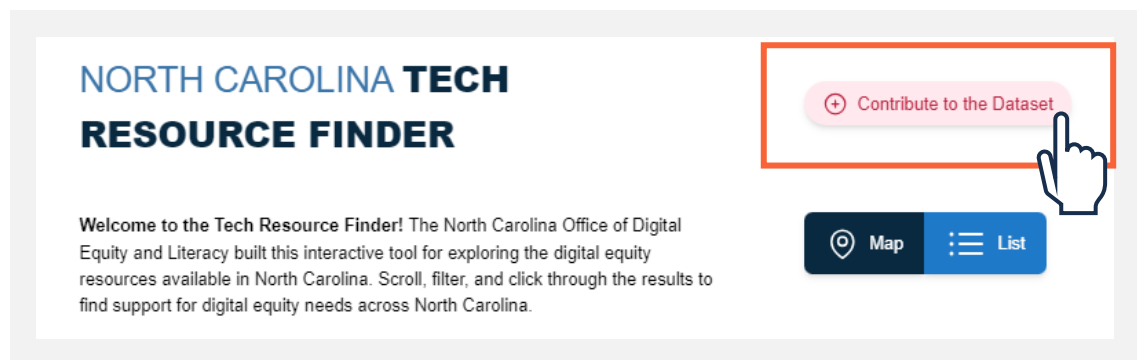 NORTH CAROLINA TECH
RESOURCE FINDER
Contribute to the Dataset
Welcome to the Tech Resource Finder! The North Carolina Office of Digital
Equity and Literacy built this interactive tool for exploring the digital equity
resources available in North Carolina. Scroll, filter, and click through the results to
find support for digital equity needs across North Carolina.
Map
List